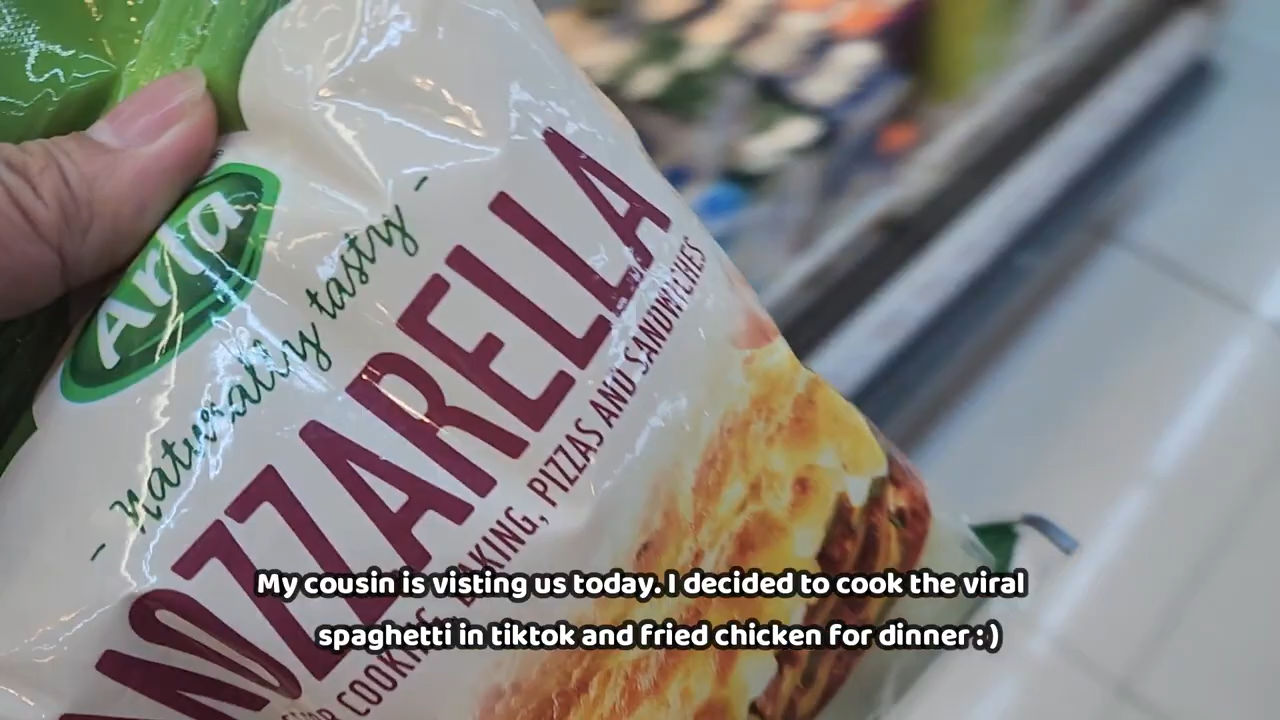 Arla
naturally tasty
MOZZARELLA
FOR COOKING, BAKING, PIZZAS AND SANDWICHES
My cousin is visting us today. I decided to cook the viral
spaghetti in tiktok and fried chicken for dinner : )